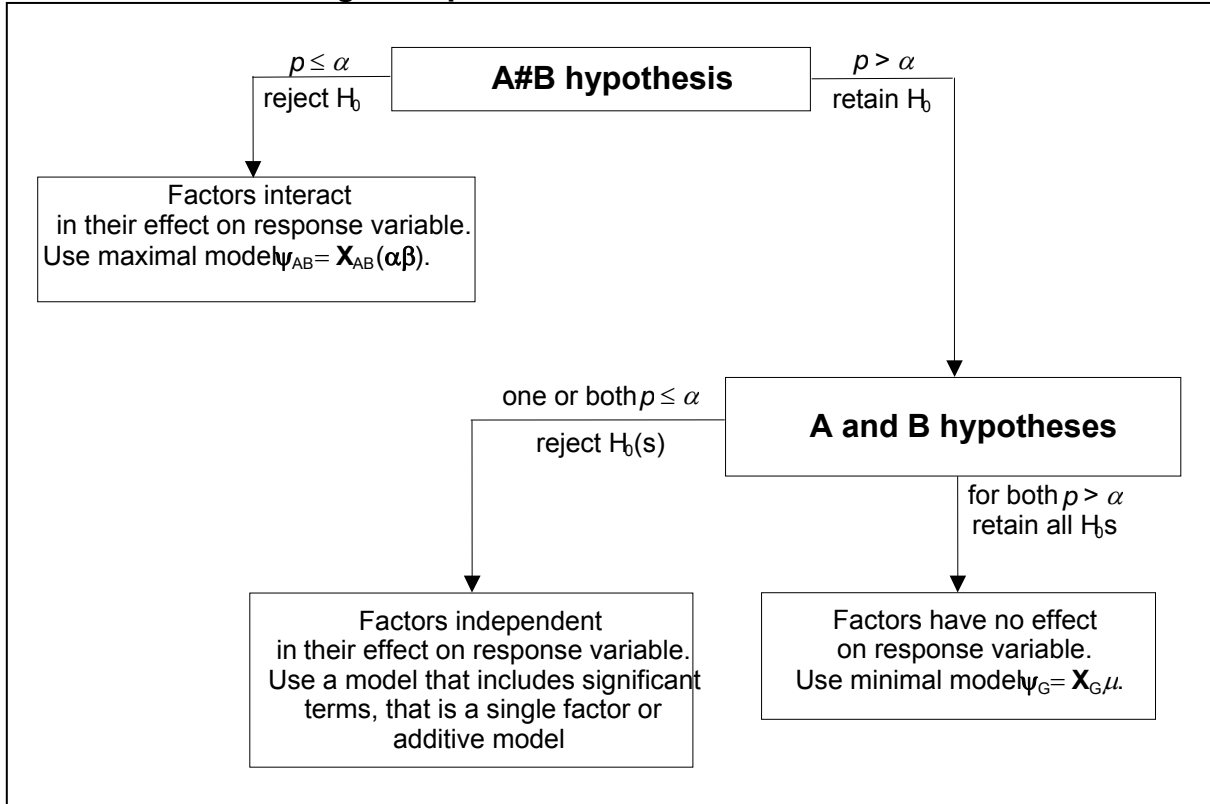 p ≤ α
reject H₀
A#B hypothesis
p > α
retain H₀
Factors interact
in their effect on response variable.
Use maximal model ψAB = XAB(αβ).
one or both p ≤ α
reject H₀(s)
A and B hypotheses
for both p > α
retain all H₀s
Factors independent
in their effect on response variable.
Use a model that includes significant
terms, that is a single factor or
additive model
Factors have no effect
on response variable.
Use minimal model ψG = XGμ.